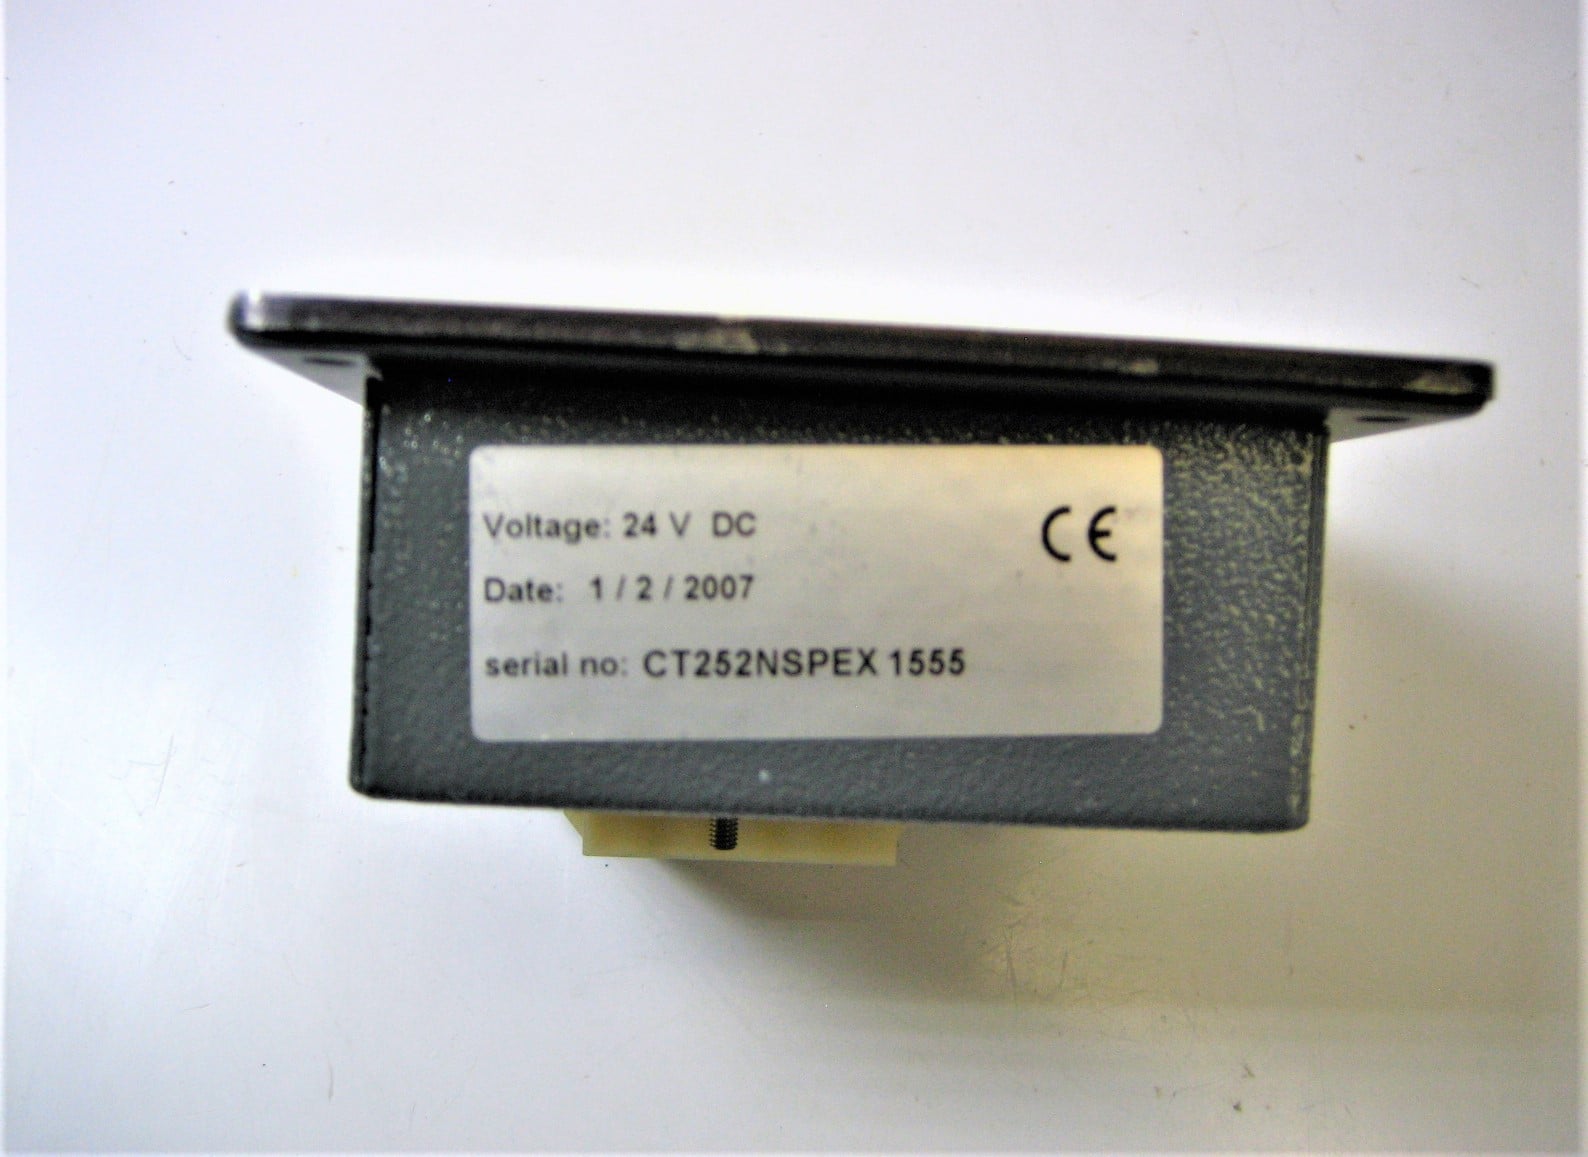 Voltage: 24 V DC CE
Date: 1 / 2 / 2007
serial no: CT252NSPEX 1555